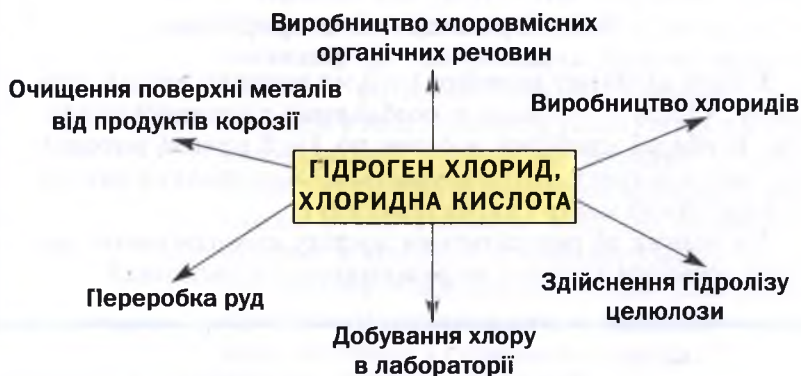 Виробництво хлоровмісних
органічних речовин
Очищення поверхні металів
від продуктів корозії
Виробництво хлоридів
ГІДРОГЕН ХЛОРИД,
ХЛОРИДНА КИСЛОТА
Переробка руд
Здійснення гідролізу
целюлози
Добування хлору
в лабораторії